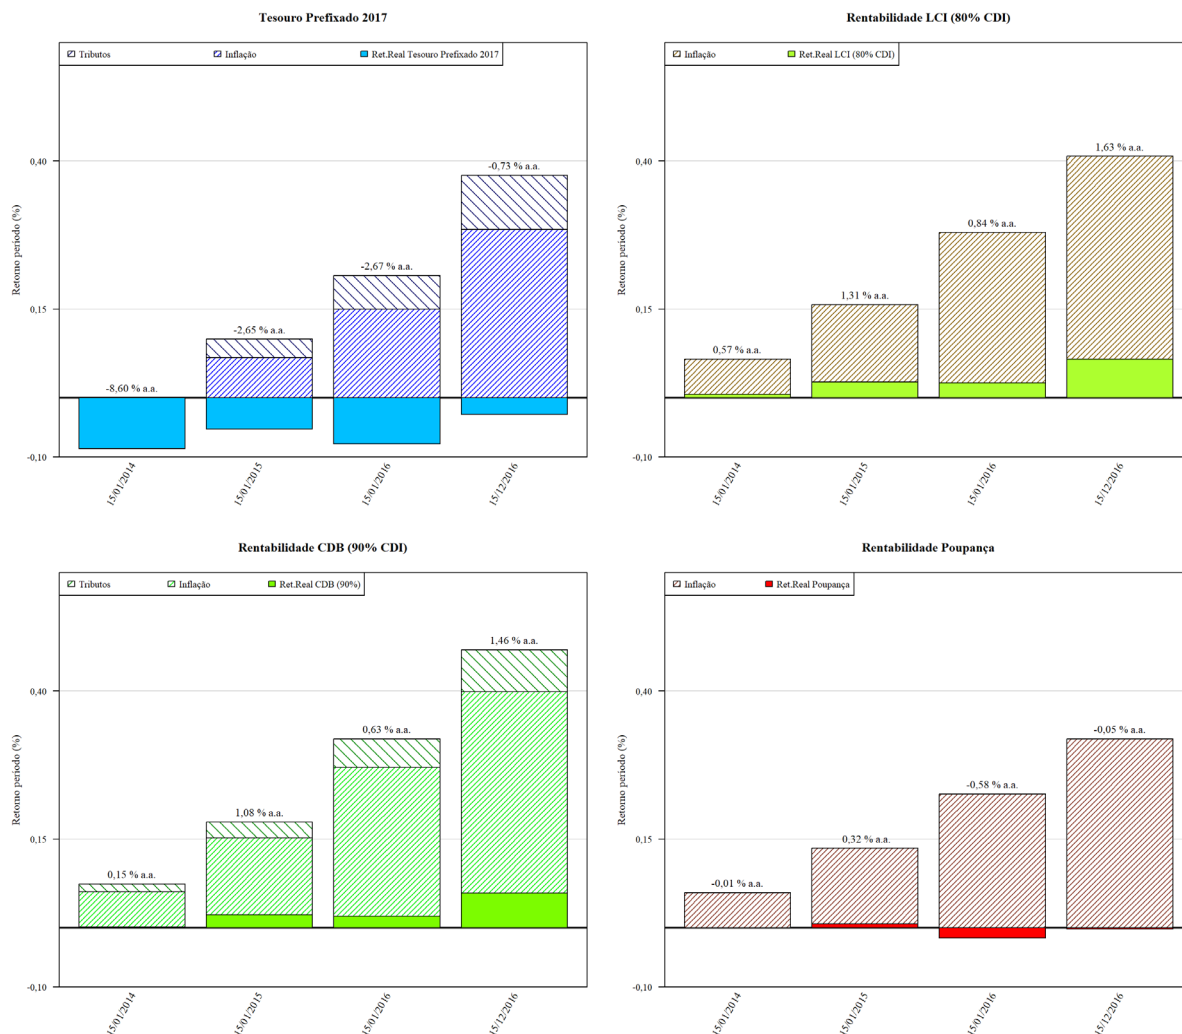 Tesouro Prefixado 2017
Tributos Inflação Ret.Real Tesouro Prefixado 2017
Retorno período (%)
0,40
0,15
-0,10
-8,60 % a.a.
-2,65 % a.a.
-2,67 % a.a.
-0,73 % a.a.
15/01/2014
15/01/2015
15/01/2016
15/12/2016
Rentabilidade LCI (80% CDI)
Inflação Ret.Real LCI (80% CDI)
Retorno período (%)
0,40
0,15
-0,10
0,57 % a.a.
1,31 % a.a.
0,84 % a.a.
1,63 % a.a.
15/01/2014
15/01/2015
15/01/2016
15/12/2016
Rentabilidade CDB (90% CDI)
Tributos Inflação Ret.Real CDB (90%)
Retorno período (%)
0,40
0,15
-0,10
0,15 % a.a.
1,08 % a.a.
0,63 % a.a.
1,46 % a.a.
15/01/2014
15/01/2015
15/01/2016
15/12/2016
Rentabilidade Poupança
Inflação Ret.Real Poupança
Retorno período (%)
0,40
0,15
-0,10
-0,01 % a.a.
0,32 % a.a.
-0,58 % a.a.
-0,05 % a.a.
15/01/2014
15/01/2015
15/01/2016
15/12/2016